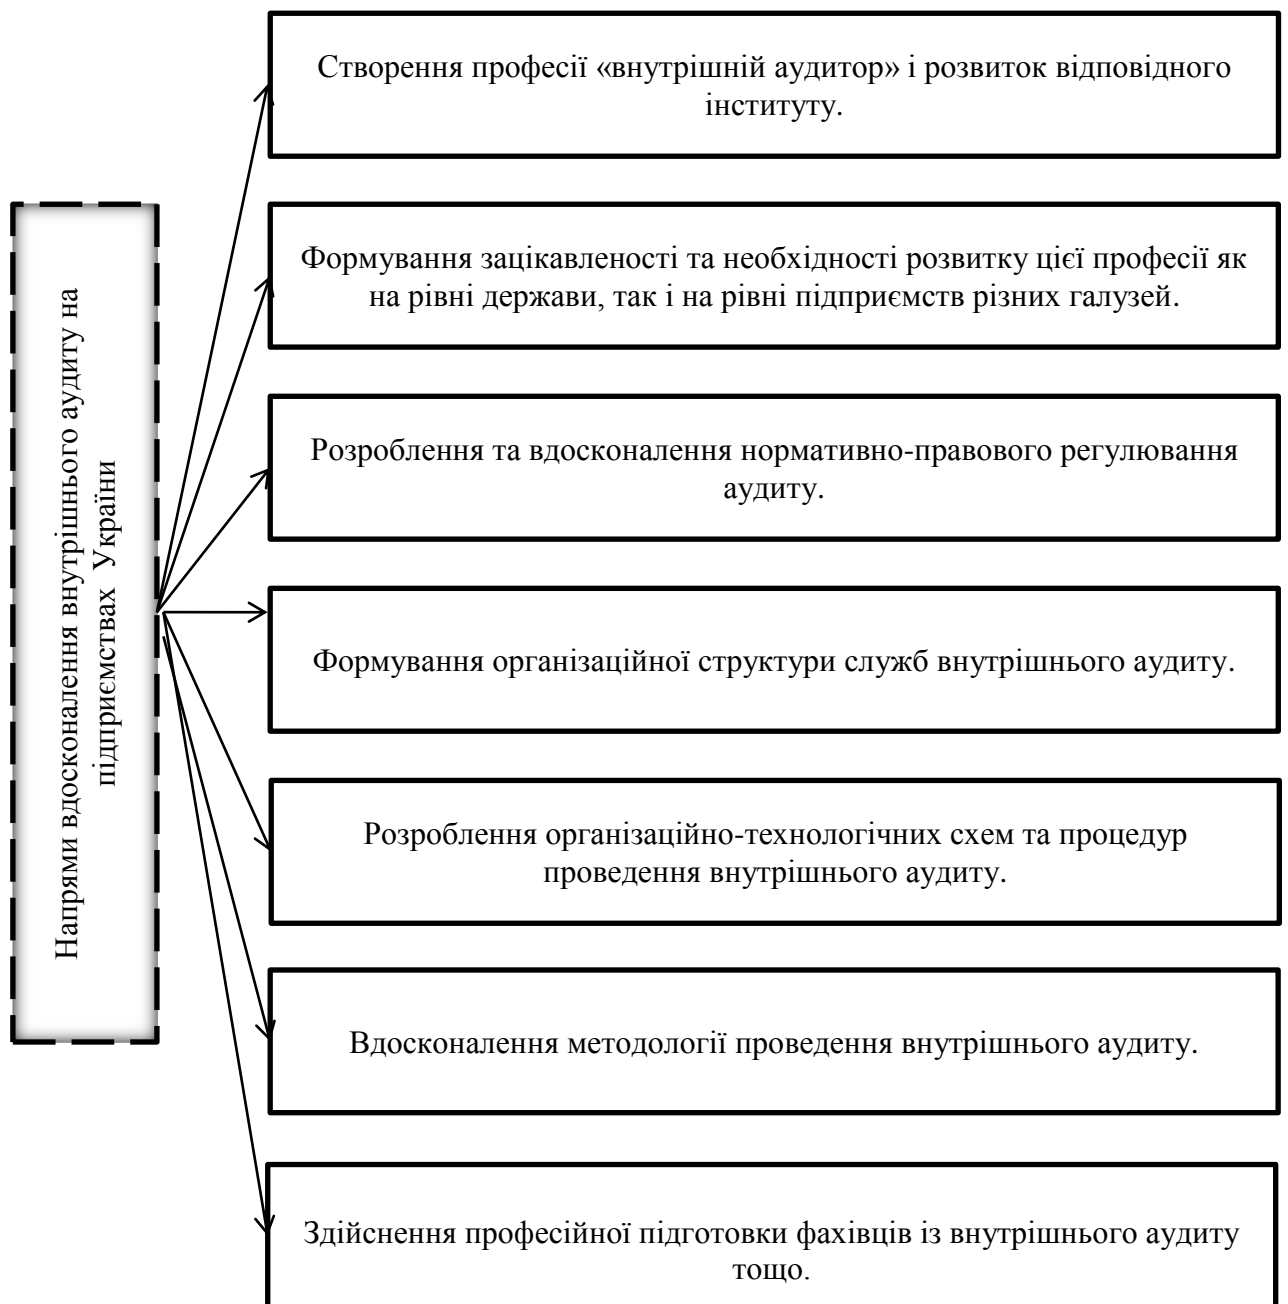 Створення професії «внутрішній аудитор» і розвиток відповідного
інституту.
Напрями вдосконалення внутрішнього аудиту на
підприємствах України
Формування зацікавленості та необхідності розвитку цієї професії як
на рівні держави, так і на рівні підприємств різних галузей.
Розроблення та вдосконалення нормативно-правового регулювання
аудиту.
Формування організаційної структури служб внутрішнього аудиту.
Розроблення організаційно-технологічних схем та процедур
проведення внутрішнього аудиту.
Вдосконалення методології проведення внутрішнього аудиту.
Здійснення професійної підготовки фахівців із внутрішнього аудиту
тощо.